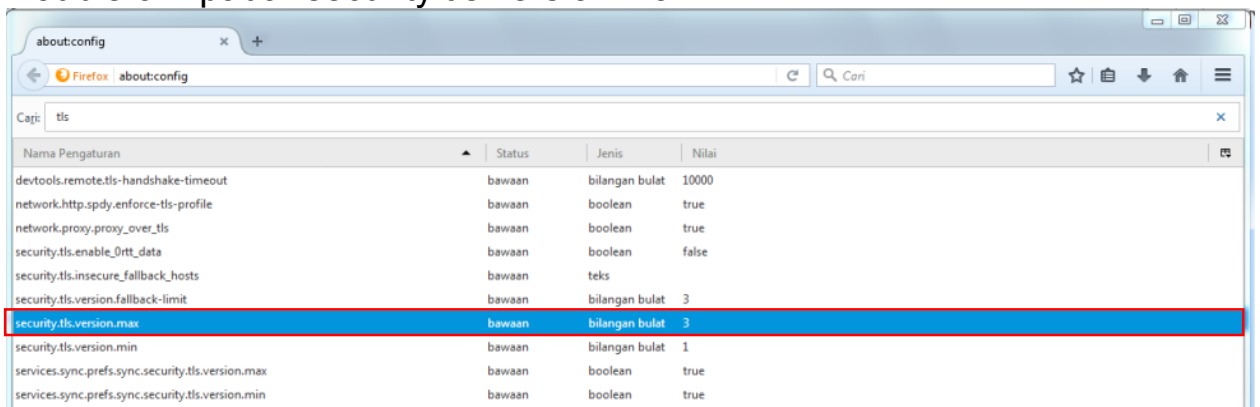 about:config × +
Firefox about:config Cari
Cari: tls ×
Nama Pengaturan Status Jenis Nilai
devtools.remote.tls-handshake-timeout bawaan bilangan bulat 10000
network.http.spdy.enforce-tls-profile bawaan boolean true
network.proxy.proxy_over_tls bawaan boolean true
security.tls.enable_0rtt_data bawaan boolean false
security.tls.insecure_fallback_hosts bawaan teks
security.tls.version.fallback-limit bawaan bilangan bulat 3
security.tls.version.max bawaan bilangan bulat 3
security.tls.version.min bawaan bilangan bulat 1
services.sync.prefs.sync.security.tls.version.max bawaan boolean true
services.sync.prefs.sync.security.tls.version.min bawaan boolean true